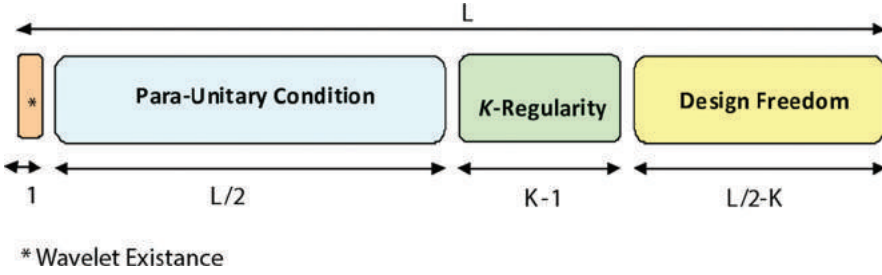 L
*
Para-Unitary Condition
K-Regularity
Design Freedom
1
L/2
K-1
L/2-K
* Wavelet Existance